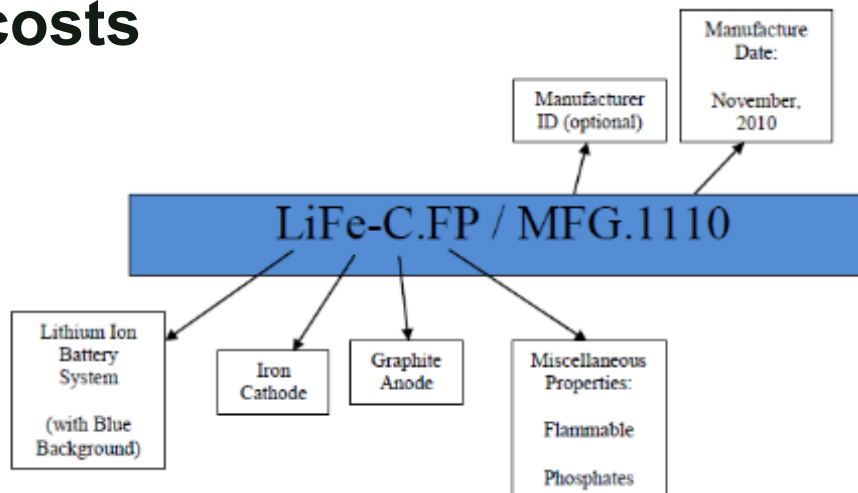 costs
Manufacture
Date:
November,
2010
Manufacturer
ID (optional)
LiFe-C.FP / MFG.1110
Lithium Ion
Battery
System
(with Blue
Background)
Iron
Cathode
Graphite
Anode
Miscellaneous
Properties:
Flammable
Phosphates